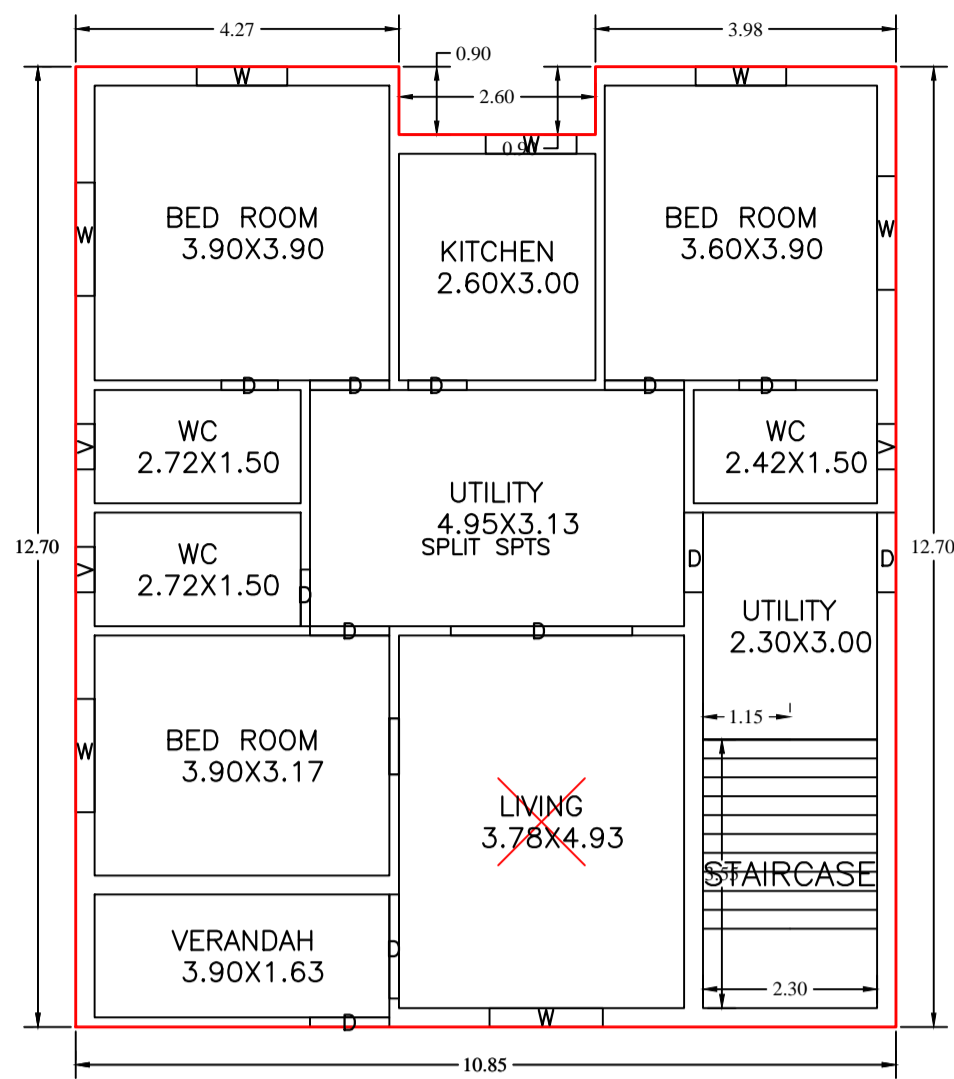 4.27
3.98
0.90
2.60
W
W
W
0.90
BED ROOM
3.90X3.90
W
KITCHEN
2.60X3.00
BED ROOM
3.60X3.90
W
D
D
D
D
D
WC
2.72X1.50
V
WC
2.42X1.50
V
UTILITY
4.95X3.13
SPLIT SPTS
12.70
12.70
WC
2.72X1.50
V
D
D
D
UTILITY
2.30X3.00
D
D
1.15
BED ROOM
3.90X3.17
W
LIVING
3.78X4.93
STAIRCASE
3.55
VERANDAH
3.90X1.63
D
2.30
D
W
10.85